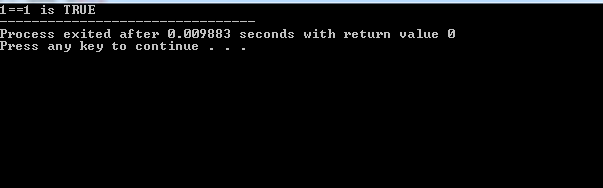 1==1 is TRUE
--------------------------------
Process exited after 0.009883 seconds with return value 0
Press any key to continue . . .